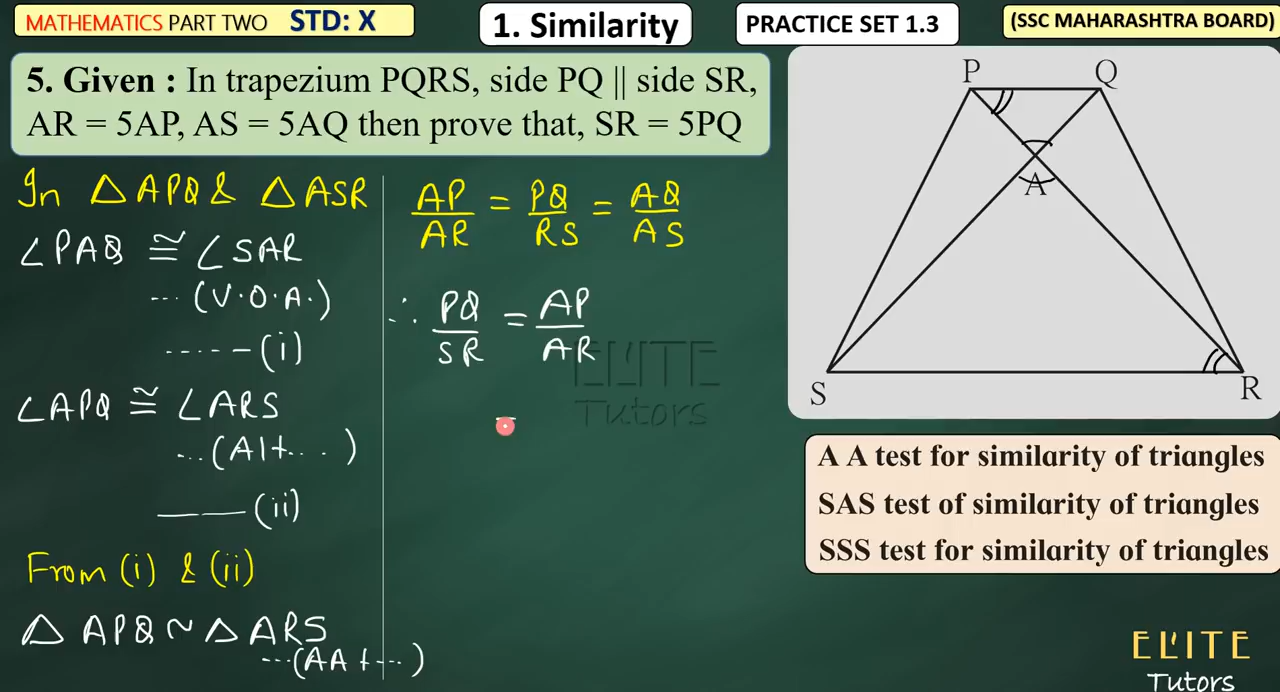 MATHEMATICS PART TWO STD: X
1. Similarity
PRACTICE SET 1.3
(SSC MAHARASHTRA BOARD)
5. Given : In trapezium PQRS, side PQ || side SR,
AR = 5AP, AS = 5AQ then prove that, SR = 5PQ
In △ APQ & △ ASR
∠PAQ ≅ ∠SAR
... (V.O.A.)
------(i)
∠APQ ≅ ∠ARS
...(Alt....)
——(ii)
From (i) & (ii)
△ APQ ~ △ ARS
...(AA t...)
AP/AR = PQ/RS = AQ/AS
∴ PQ/SR = AP/AR
ELITE
Tutors
P Q
A
S R
A A test for similarity of triangles
SAS test of similarity of triangles
SSS test for similarity of triangles
ELITE
Tutors